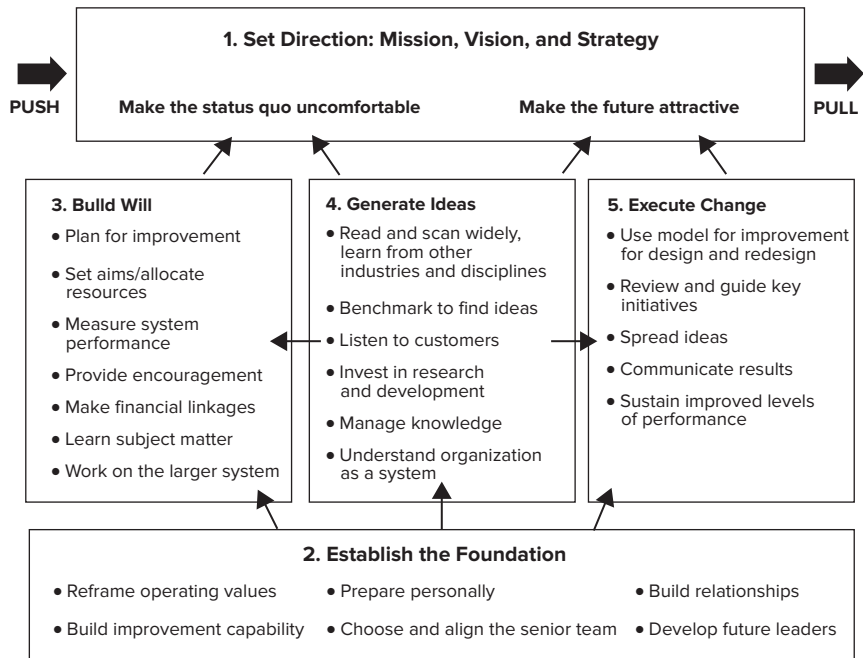 1. Set Direction: Mission, Vision, and Strategy
PUSH
Make the status quo uncomfortable
Make the future attractive
PULL
3. Build Will
• Plan for improvement
• Set aims/allocate
resources
• Measure system
performance
• Provide encouragement
• Make financial linkages
• Learn subject matter
• Work on the larger system
4. Generate Ideas
• Read and scan widely,
learn from other
industries and disciplines
• Benchmark to find ideas
• Listen to customers
• Invest in research
and development
• Manage knowledge
• Understand organization
as a system
5. Execute Change
• Use model for improvement
for design and redesign
• Review and guide key
initiatives
• Spread ideas
• Communicate results
• Sustain improved levels
of performance
2. Establish the Foundation
• Reframe operating values
• Prepare personally
• Build relationships
• Build improvement capability
• Choose and align the senior team
• Develop future leaders